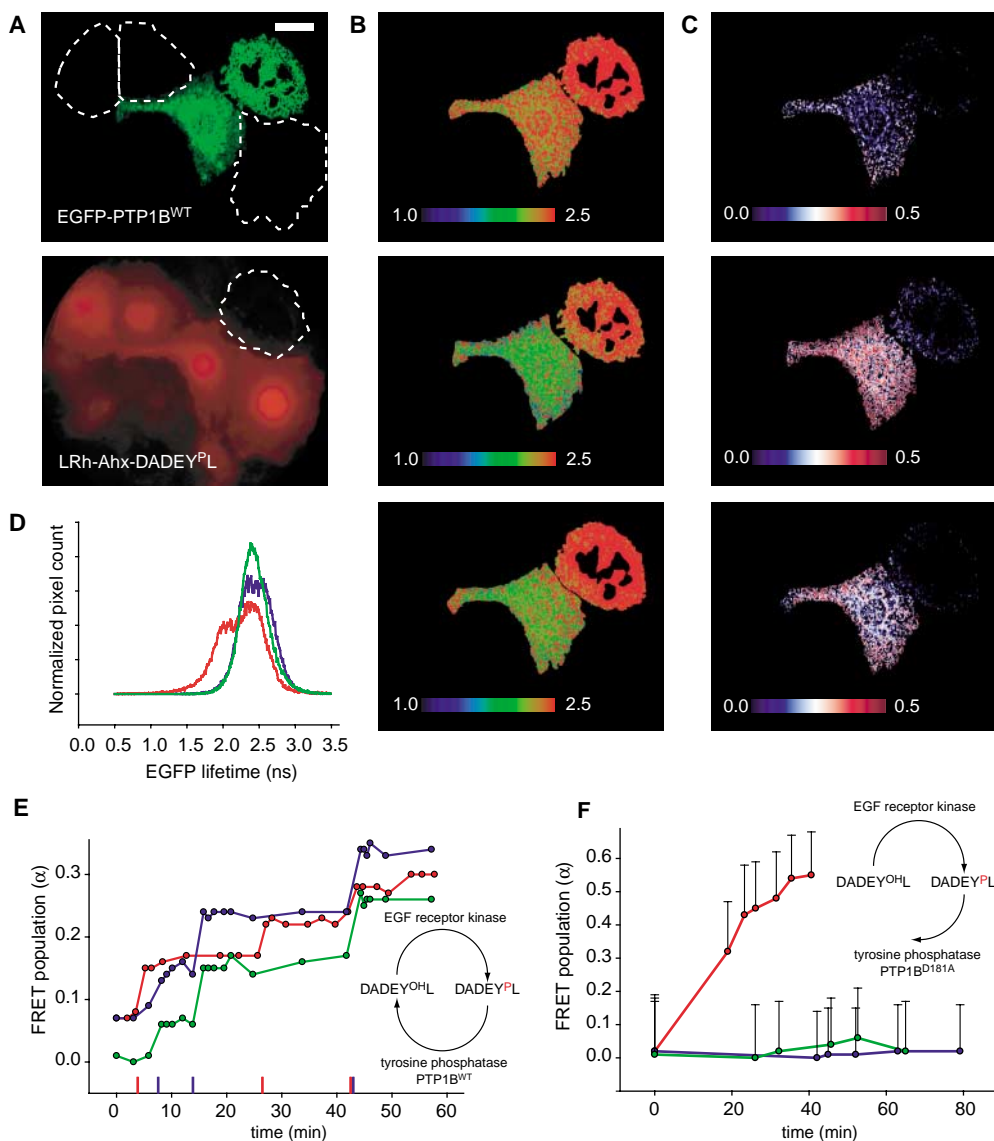 A
B
C
EGFP-PTP1B^WT
1.0 2.5
0.0 0.5
LRh-Ahx-DADEY^PL
1.0 2.5
0.0 0.5
1.0 2.5
0.0 0.5
D
Normalized pixel count
0.0 0.5 1.0 1.5 2.0 2.5 3.0 3.5
EGFP lifetime (ns)
E
FRET population (α)
0.3
0.2
0.1
0.0
0 10 20 30 40 50 60
time (min)
EGF receptor kinase
DADEY^OHL DADEY^PL
tyrosine phosphatase
PTP1B^WT
F
FRET population (α)
0.6
0.5
0.4
0.3
0.2
0.1
0.0
0 20 40 60 80
time (min)
EGF receptor kinase
DADEY^OHL DADEY^PL
tyrosine phosphatase
PTP1B^D181A